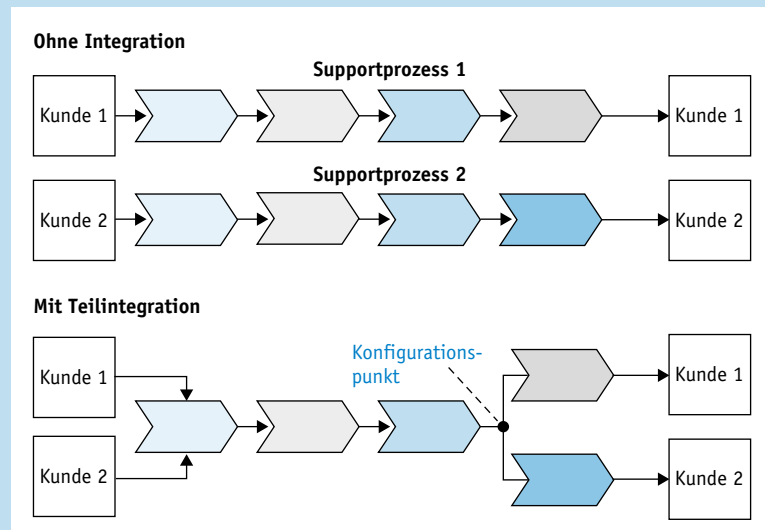 Ohne Integration
Supportprozess 1
Kunde 1
Kunde 1
Supportprozess 2
Kunde 2
Kunde 2
Mit Teilintegration
Konfigurations-
punkt
Kunde 1
Kunde 1
Kunde 2
Kunde 2